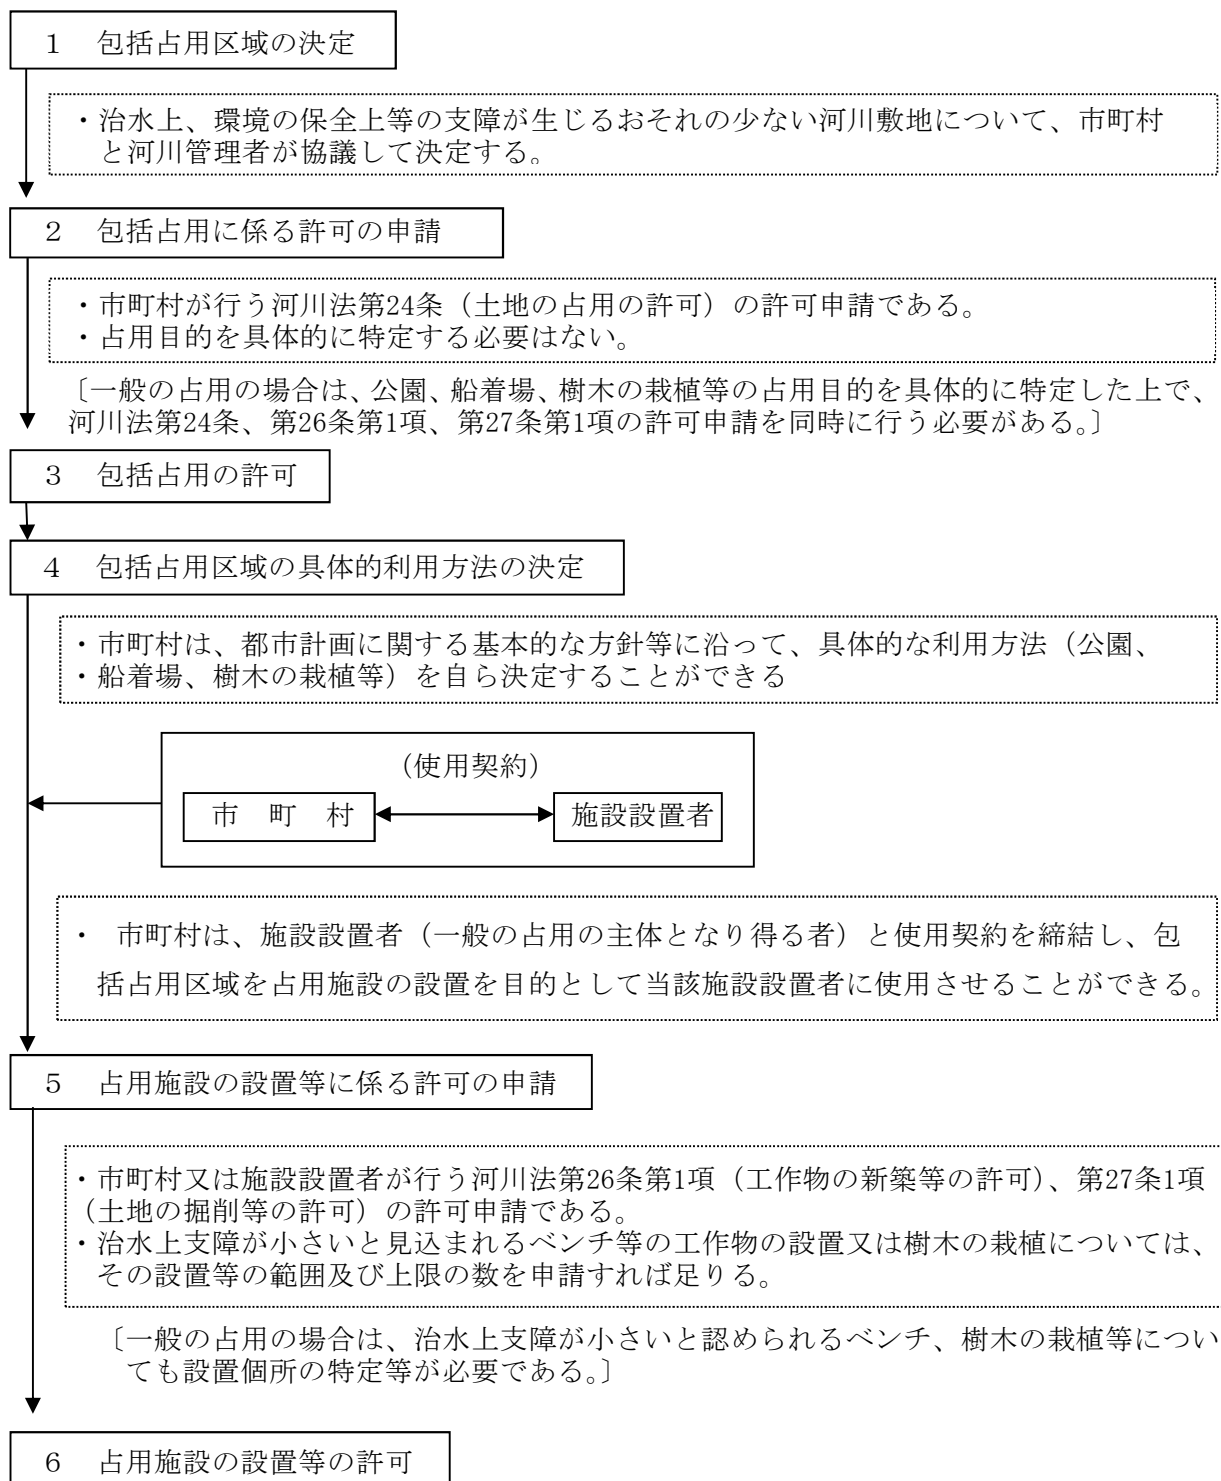 １　包括占用区域の決定
・治水上、環境の保全上等の支障が生じるおそれの少ない河川敷地について、市町村
と河川管理者が協議して決定する。
２　包括占用に係る許可の申請
・市町村が行う河川法第24条（土地の占用の許可）の許可申請である。
・占用目的を具体的に特定する必要はない。
〔一般の占用の場合は、公園、船着場、樹木の栽植等の占用目的を具体的に特定した上で、
河川法第24条、第26条第1項、第27条第1項の許可申請を同時に行う必要がある。〕
３　包括占用の許可
４　包括占用区域の具体的利用方法の決定
・市町村は、都市計画に関する基本的な方針等に沿って、具体的な利用方法（公園、
・船着場、樹木の栽植等）を自ら決定することができる
（使用契約）
市　町　村
施設設置者
・　市町村は、施設設置者（一般の占用の主体となり得る者）と使用契約を締結し、包
括占用区域を占用施設の設置を目的として当該施設設置者に使用させることができる。
５　占用施設の設置等に係る許可の申請
・市町村又は施設設置者が行う河川法第26条第1項（工作物の新築等の許可）、第27条1項
（土地の掘削等の許可）の許可申請である。
・治水上支障が小さいと見込まれるベンチ等の工作物の設置又は樹木の栽植については、
その設置等の範囲及び上限の数を申請すれば足りる。
〔一般の占用の場合は、治水上支障が小さいと認められるベンチ、樹木の栽植等につい
ても設置個所の特定等が必要である。〕
６　占用施設の設置等の許可